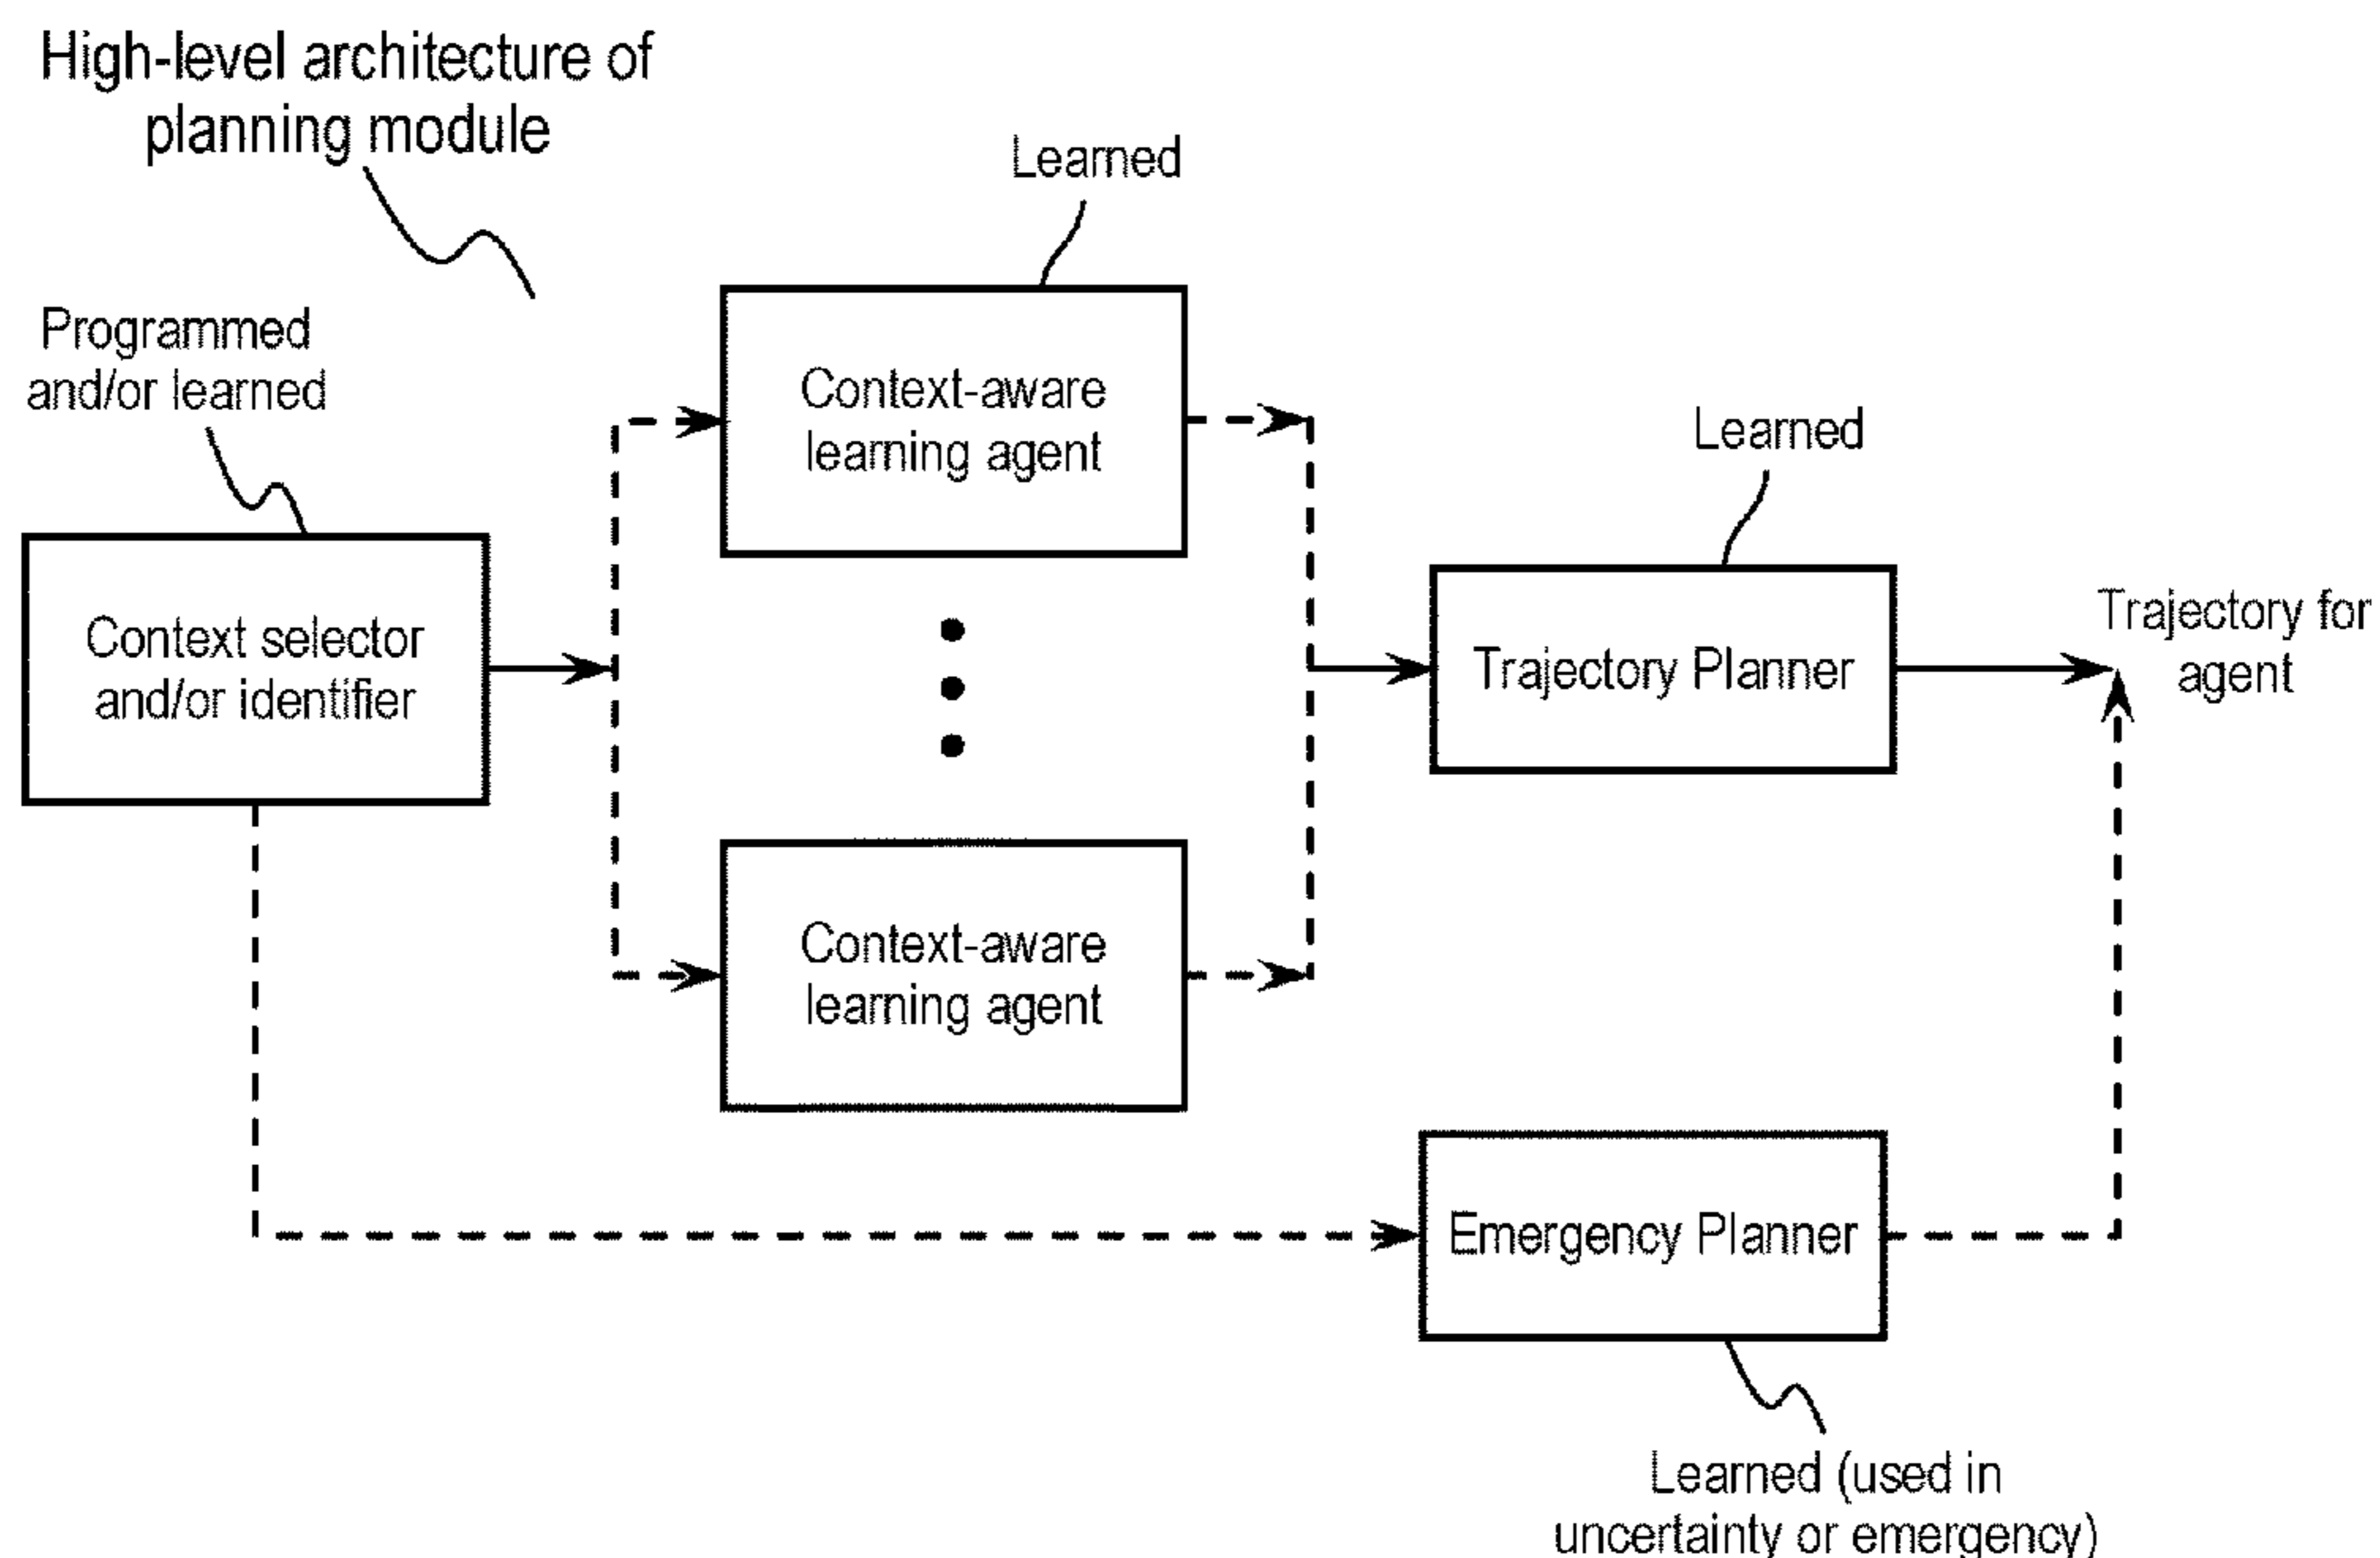 High-level architecture of
planning module
Learned
Programmed
and/or learned
Context-aware
learning agent
Learned
Context selector
and/or identifier
Trajectory Planner
Trajectory for
agent
Context-aware
learning agent
Emergency Planner
Learned (used in
uncertainty or emergency)